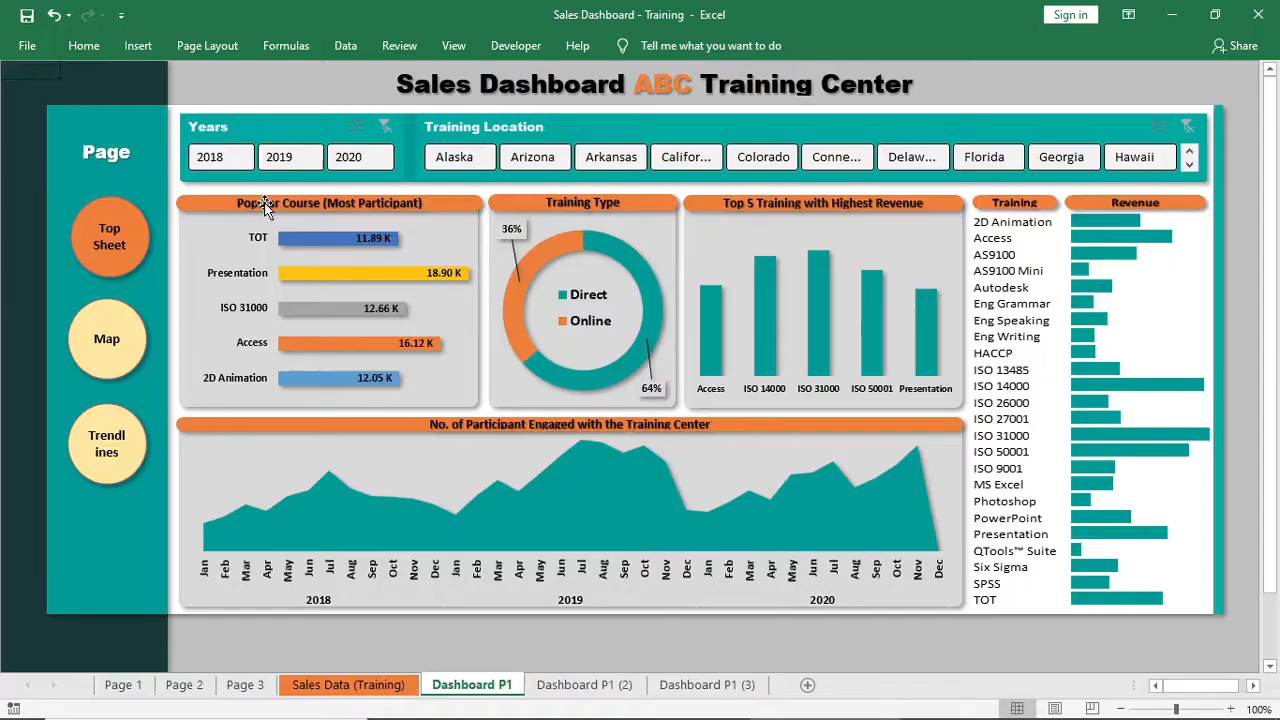 Sales Dashboard - Training - Excel
Sign in
File Home Insert Page Layout Formulas Data Review View Developer Help Tell me what you want to do Share
Sales Dashboard ABC Training Center
Page
Top
Sheet
Map
Trendl
ines
Years
2018 2019 2020
Training Location
Alaska Arizona Arkansas Califor... Colorado Conne... Delaw... Florida Georgia Hawaii
Course (Most Participant)
TOT 11.89 K
Presentation 18.90 K
ISO 31000 12.66 K
Access 16.12 K
2D Animation 12.05 K
Training Type
36%
Direct
Online
64%
Top 5 Training with Highest Revenue
Access ISO 14000 ISO 31000 ISO 50001 Presentation
No. of Participant Engaged with the Training Center
Jan Feb Mar Apr May Jun Jul Aug Sep Oct Nov Dec Jan Feb Mar Apr May Jun Jul Aug Sep Oct Nov Dec Jan Feb Mar Apr May Jun Jul Aug Sep Oct Nov Dec
2018 2019 2020
Training Revenue
2D Animation
Access
AS9100
AS9100 Mini
Autodesk
Eng Grammar
Eng Speaking
Eng Writing
HACCP
ISO 13485
ISO 14000
ISO 26000
ISO 27001
ISO 31000
ISO 50001
ISO 9001
MS Excel
Photoshop
PowerPoint
Presentation
QTools™ Suite
Six Sigma
SPSS
TOT
Page 1 Page 2 Page 3 Sales Data (Training) Dashboard P1 Dashboard P1 (2) Dashboard P1 (3)
100%